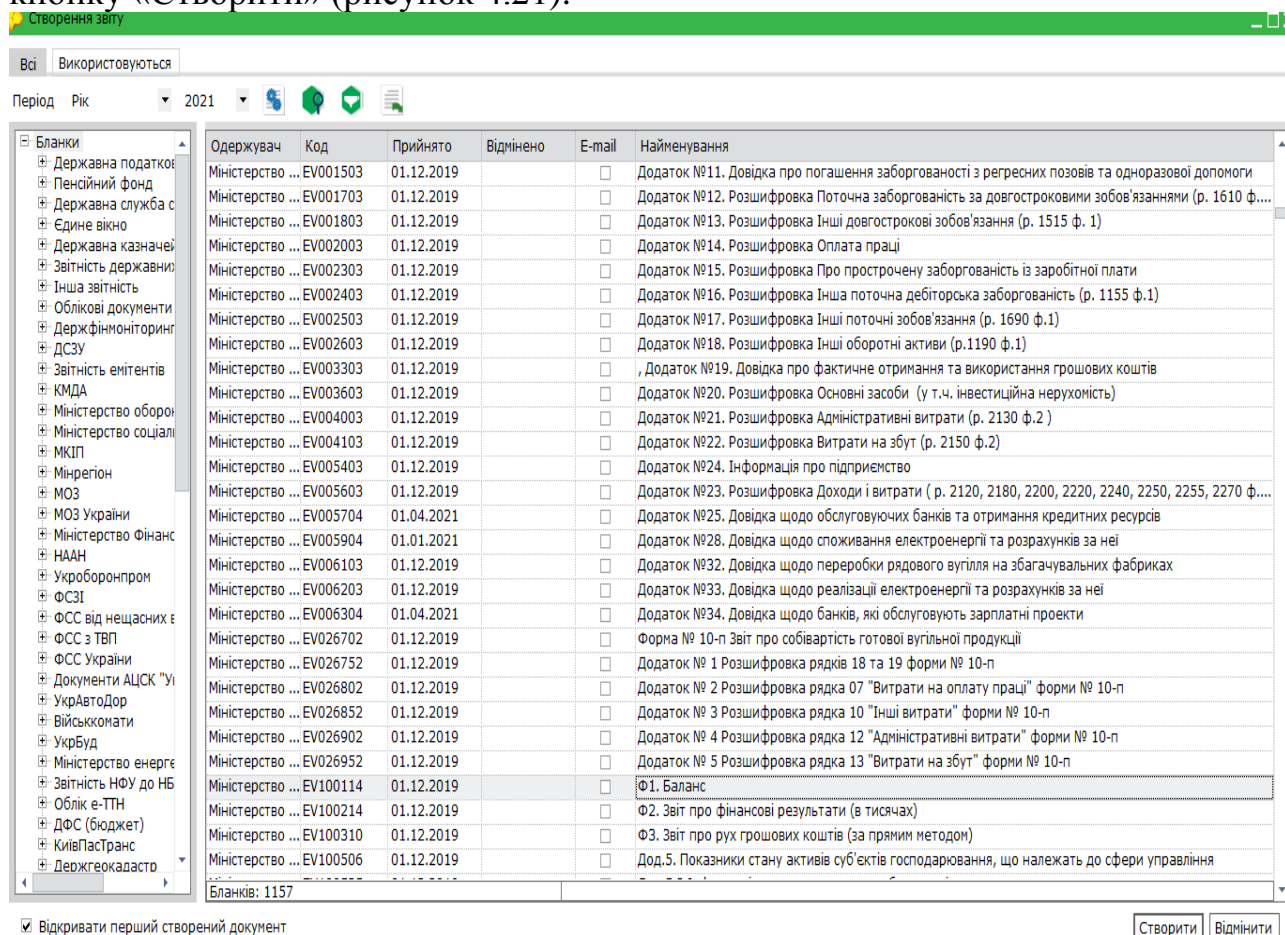 кнопку «Створити» (рисунок 4.21).
Створення звіту
Всі Використовуються
Період Рік 2021
Бланки
Державна податков
Пенсійний фонд
Державна служба с
Єдине вікно
Державна казначей
Звітність державних
Інша звітність
Облікові документи
Держфінмоніторинг
ДСЗУ
Звітність емітентів
КМДА
Міністерство оборон
Міністерство соціалі
МКІП
Мінрегіон
МОЗ
МОЗ України
Міністерство Фінанс
НААН
Укроборонпром
ФСЗІ
ФСС від нещасних в
ФСС з ТВП
ФСС України
Документи АЦСК "У
УкрАвтоДор
Військкомати
УкрБуд
Міністерство енерге
Звітність НФУ до НБ
Облік е-ТТН
ДФС (бюджет)
КиївПасТранс
Держгеокадастр
Одержувач Код Прийнято Відмінено E-mail Найменування
Міністерство ... EV001503 01.12.2019 Додаток №11. Довідка про погашення заборгованості з регресних позовів та одноразової допомоги
Міністерство ... EV001703 01.12.2019 Додаток №12. Розшифровка Поточна заборгованість за довгостроковими зобов'язаннями (р. 1610 ф....
Міністерство ... EV001803 01.12.2019 Додаток №13. Розшифровка Інші довгострокові зобов'язання (р. 1515 ф. 1)
Міністерство ... EV002003 01.12.2019 Додаток №14. Розшифровка Оплата праці
Міністерство ... EV002303 01.12.2019 Додаток №15. Розшифровка Про прострочену заборгованість із заробітної плати
Міністерство ... EV002403 01.12.2019 Додаток №16. Розшифровка Інша поточна дебіторська заборгованість (р. 1155 ф.1)
Міністерство ... EV002503 01.12.2019 Додаток №17. Розшифровка Інші поточні зобов'язання (р. 1690 ф.1)
Міністерство ... EV002603 01.12.2019 Додаток №18. Розшифровка Інші оборотні активи (р.1190 ф.1)
Міністерство ... EV003303 01.12.2019 , Додаток №19. Довідка про фактичне отримання та використання грошових коштів
Міністерство ... EV003603 01.12.2019 Додаток №20. Розшифровка Основні засоби (у т.ч. інвестиційна нерухомість)
Міністерство ... EV004003 01.12.2019 Додаток №21. Розшифровка Адміністративні витрати (р. 2130 ф.2 )
Міністерство ... EV004103 01.12.2019 Додаток №22. Розшифровка Витрати на збут (р. 2150 ф.2)
Міністерство ... EV005403 01.12.2019 Додаток №24. Інформація про підприємство
Міністерство ... EV005603 01.12.2019 Додаток №23. Розшифровка Доходи і витрати ( р. 2120, 2180, 2200, 2220, 2240, 2250, 2255, 2270 ф....
Міністерство ... EV005704 01.04.2021 Додаток №25. Довідка щодо обслуговуючих банків та отримання кредитних ресурсів
Міністерство ... EV005904 01.01.2021 Додаток №28. Довідка щодо споживання електроенергії та розрахунків за неї
Міністерство ... EV006103 01.12.2019 Додаток №32. Довідка щодо переробки рядового вугілля на збагачувальних фабриках
Міністерство ... EV006203 01.12.2019 Додаток №33. Довідка щодо реалізації електроенергії та розрахунків за неї
Міністерство ... EV006304 01.04.2021 Додаток №34. Довідка щодо банків, які обслуговують зарплатні проекти
Міністерство ... EV026702 01.12.2019 Форма № 10-п Звіт про собівартість готової вугільної продукції
Міністерство ... EV026752 01.12.2019 Додаток № 1 Розшифровка рядків 18 та 19 форми № 10-п
Міністерство ... EV026802 01.12.2019 Додаток № 2 Розшифровка рядка 07 "Витрати на оплату праці" форми № 10-п
Міністерство ... EV026852 01.12.2019 Додаток № 3 Розшифровка рядка 10 "Інші витрати" форми № 10-п
Міністерство ... EV026902 01.12.2019 Додаток № 4 Розшифровка рядка 12 "Адміністративні витрати" форми № 10-п
Міністерство ... EV026952 01.12.2019 Додаток № 5 Розшифровка рядка 13 "Витрати на збут" форми № 10-п
Міністерство ... EV100114 01.12.2019 Ф1. Баланс
Міністерство ... EV100214 01.12.2019 Ф2. Звіт про фінансові результати (в тисячах)
Міністерство ... EV100310 01.12.2019 Ф3. Звіт про рух грошових коштів (за прямим методом)
Міністерство ... EV100506 01.12.2019 Дод.5. Показники стану активів суб'єктів господарювання, що належать до сфери управління
Бланків: 1157
Відкривати перший створений документ
Створити Відмінити